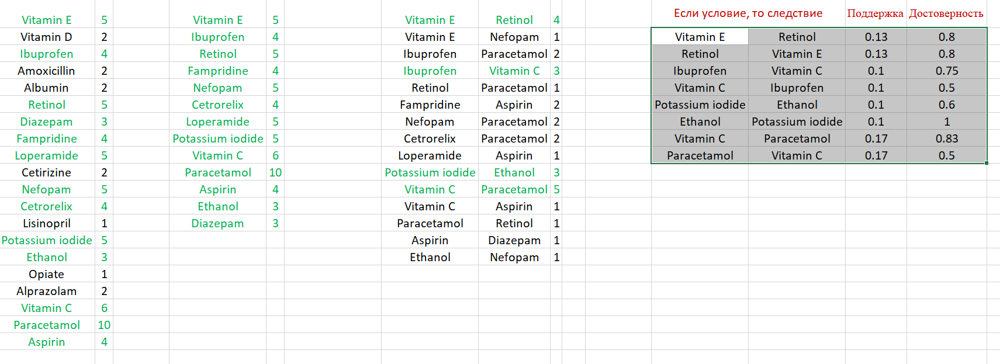 Если условие, то следствие Поддержка Достоверность
Vitamin E 5 Vitamin E 5 Vitamin E Retinol 4
Vitamin D 2 Ibuprofen 4 Vitamin E Nefopam 1 Vitamin E Retinol 0.13 0.8
Ibuprofen 4 Retinol 5 Ibuprofen Paracetamol 2 Retinol Vitamin E 0.13 0.8
Amoxicillin 2 Fampridine 4 Ibuprofen Vitamin C 3 Ibuprofen Vitamin C 0.1 0.75
Albumin 2 Nefopam 5 Retinol Paracetamol 1 Vitamin C Ibuprofen 0.1 0.5
Retinol 5 Cetrorelix 4 Fampridine Aspirin 2 Potassium iodide Ethanol 0.1 0.6
Diazepam 3 Loperamide 5 Nefopam Paracetamol 2 Ethanol Potassium iodide 0.1 1
Fampridine 4 Potassium iodide 5 Cetrorelix Paracetamol 2 Vitamin C Paracetamol 0.17 0.83
Loperamide 5 Vitamin C 6 Loperamide Aspirin 1 Paracetamol Vitamin C 0.17 0.5
Cetirizine 2 Paracetamol 10 Potassium iodide Ethanol 3
Nefopam 5 Aspirin 4 Vitamin C Paracetamol 5
Cetrorelix 4 Ethanol 3 Vitamin C Aspirin 1
Lisinopril 1 Diazepam 3 Paracetamol Retinol 1
Potassium iodide 5 Aspirin Diazepam 1
Ethanol 3 Ethanol Nefopam 1
Opiate 1
Alprazolam 2
Vitamin C 6
Paracetamol 10
Aspirin 4